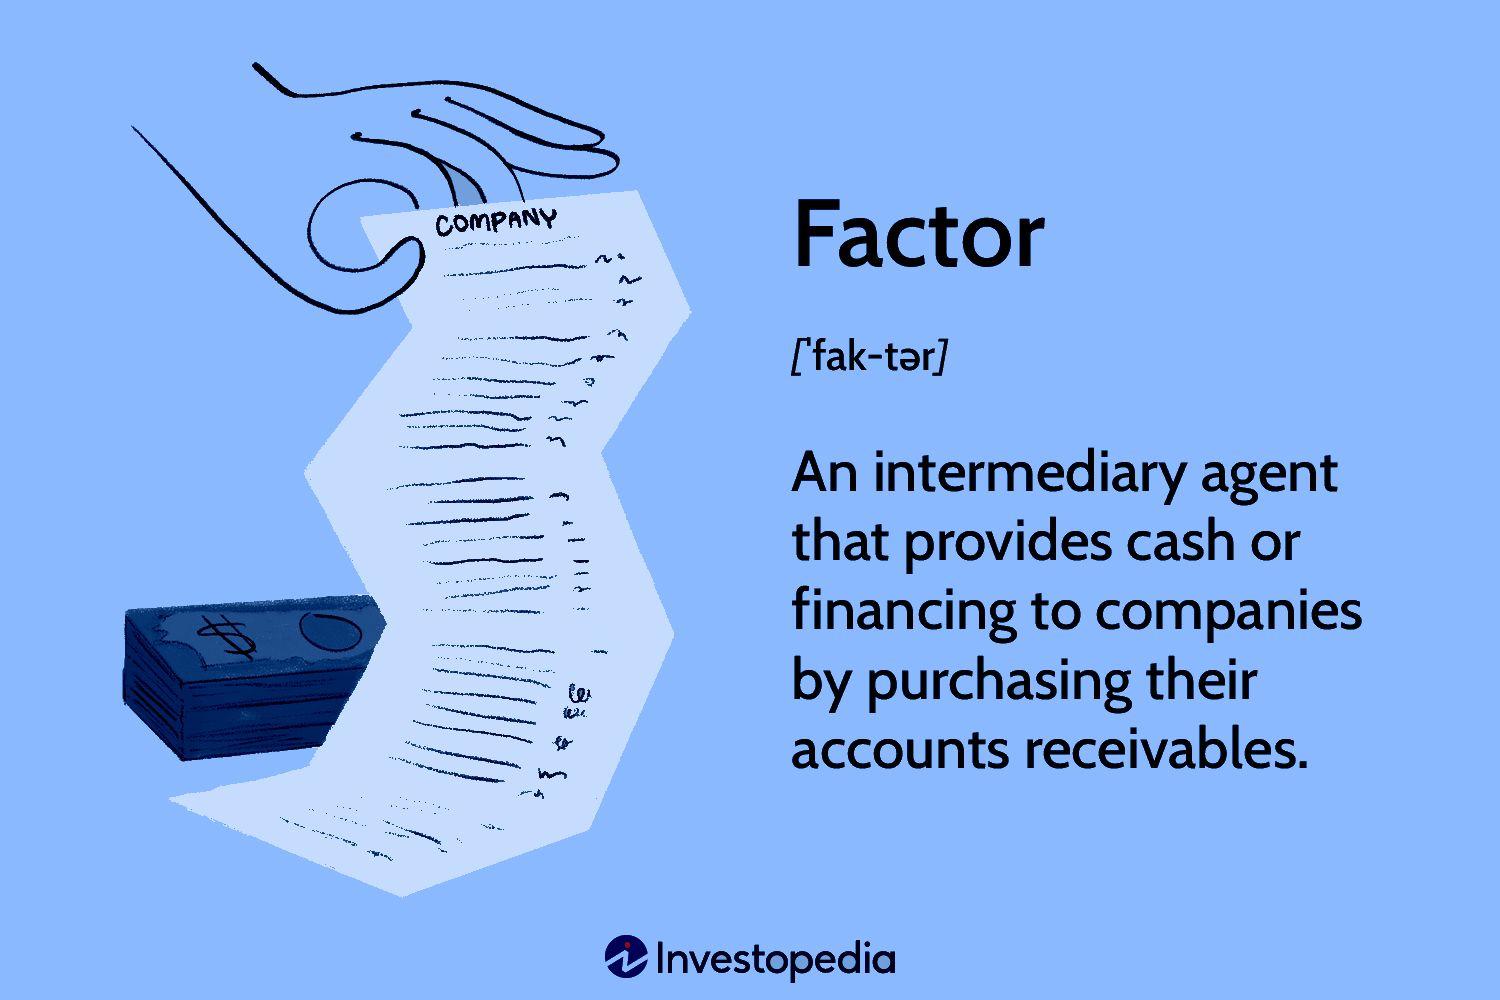 COMPANY
$
Factor
['fak-tər]
An intermediary agent
that provides cash or
financing to companies
by purchasing their
accounts receivables.
Investopedia